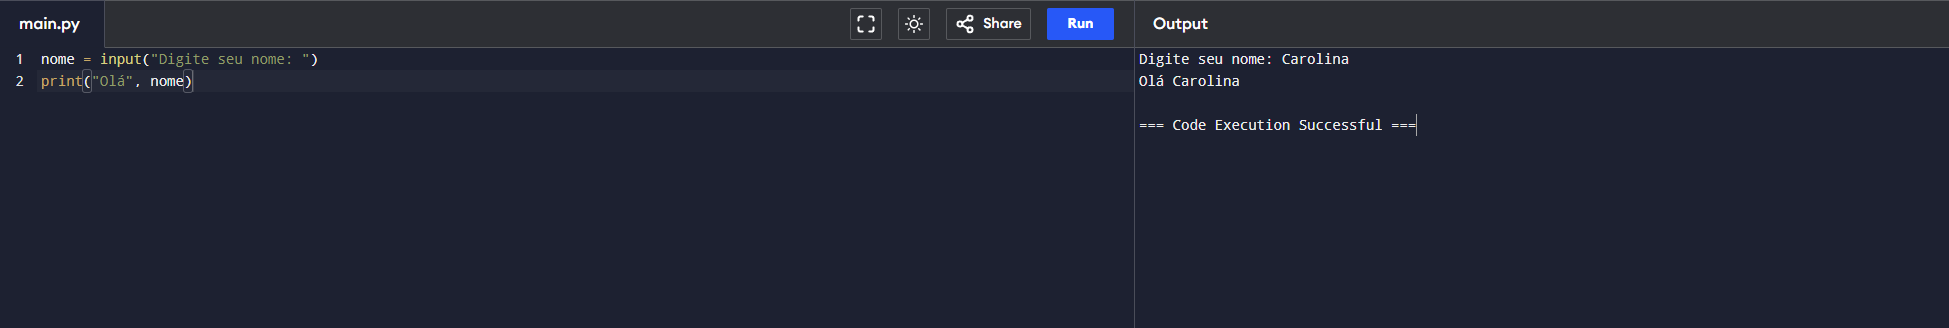 main.py
Share
Run
Output
1 nome = input("Digite seu nome: ")
2 print("Olá", nome)
Digite seu nome: Carolina
Olá Carolina
=== Code Execution Successful ===